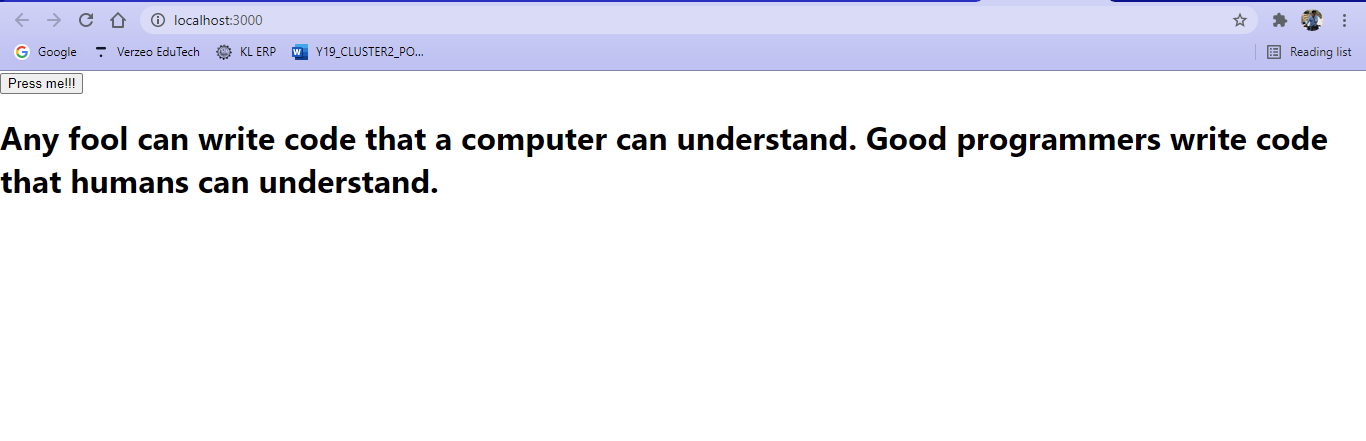 localhost:3000
Google Verzeo EduTech KL ERP Y19_CLUSTER2_PO... Reading list
Press me!!!
Any fool can write code that a computer can understand. Good programmers write code
that humans can understand.